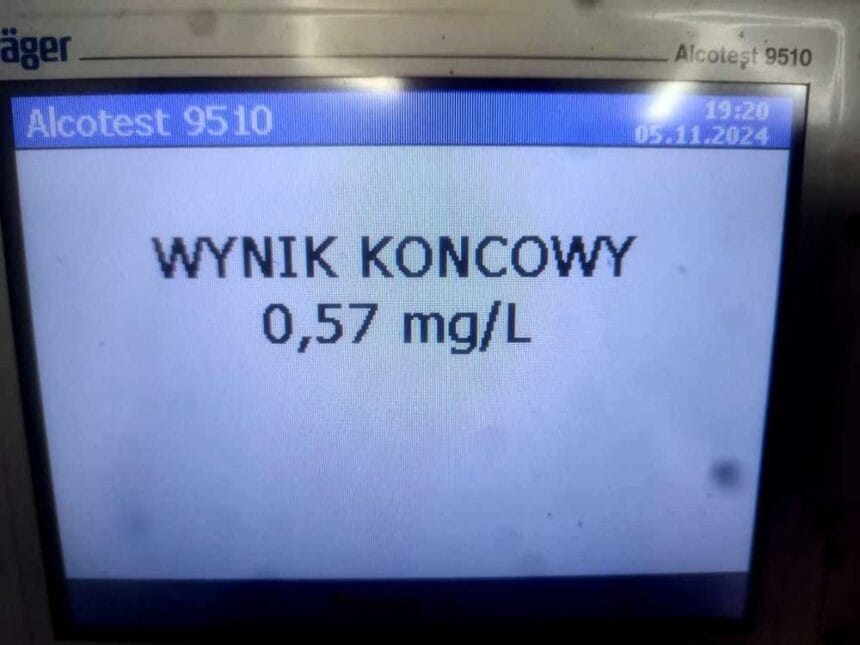 äger
Alcotest 9510
Alcotest 9510
19:20
05.11.2024
WYNIK KONCOWY
0,57 mg/L